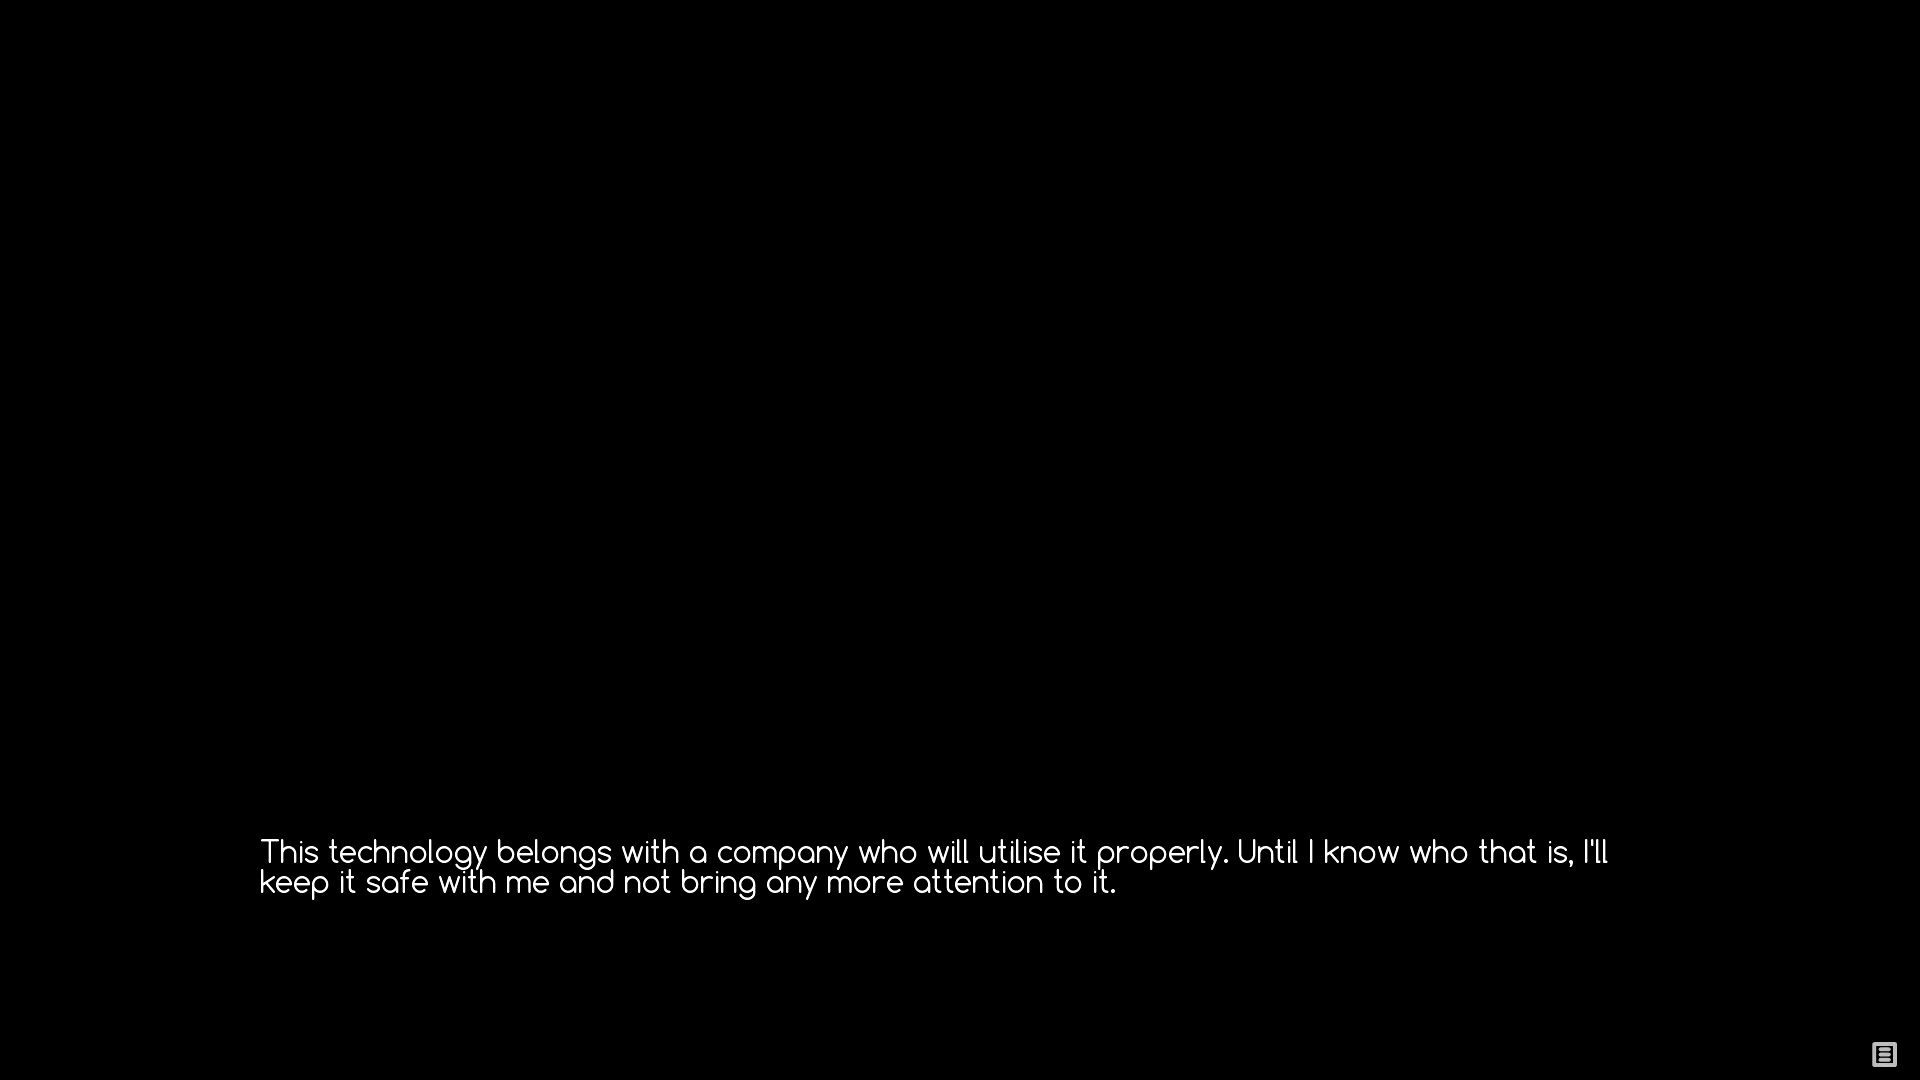 This technology belongs with a company who will utilise it properly. Until I know who that is, I'll
keep it safe with me and not bring any more attention to it.